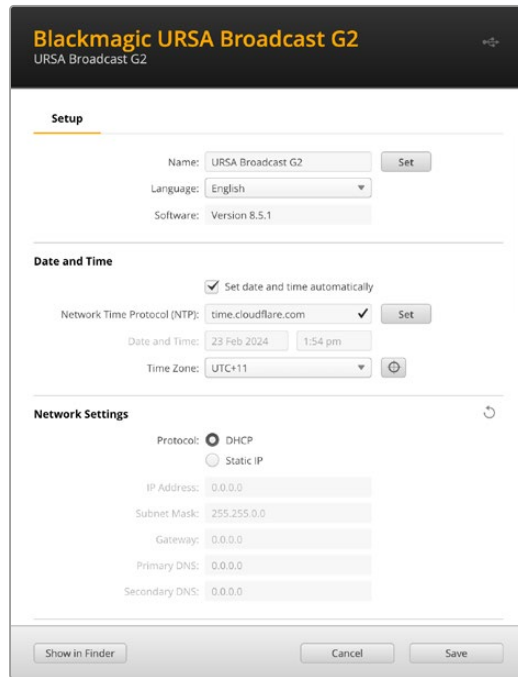 Blackmagic URSA Broadcast G2
URSA Broadcast G2
Setup
Name: URSA Broadcast G2 Set
Language: English
Software: Version 8.5.1
Date and Time
Set date and time automatically
Network Time Protocol (NTP): time.cloudflare.com Set
Date and Time: 23 Feb 2024 1:54 pm
Time Zone: UTC+11
Network Settings
Protocol: DHCP
Static IP
IP Address: 0.0.0.0
Subnet Mask: 255.255.0.0
Gateway: 0.0.0.0
Primary DNS: 0.0.0.0
Secondary DNS: 0.0.0.0
Show in Finder Cancel Save